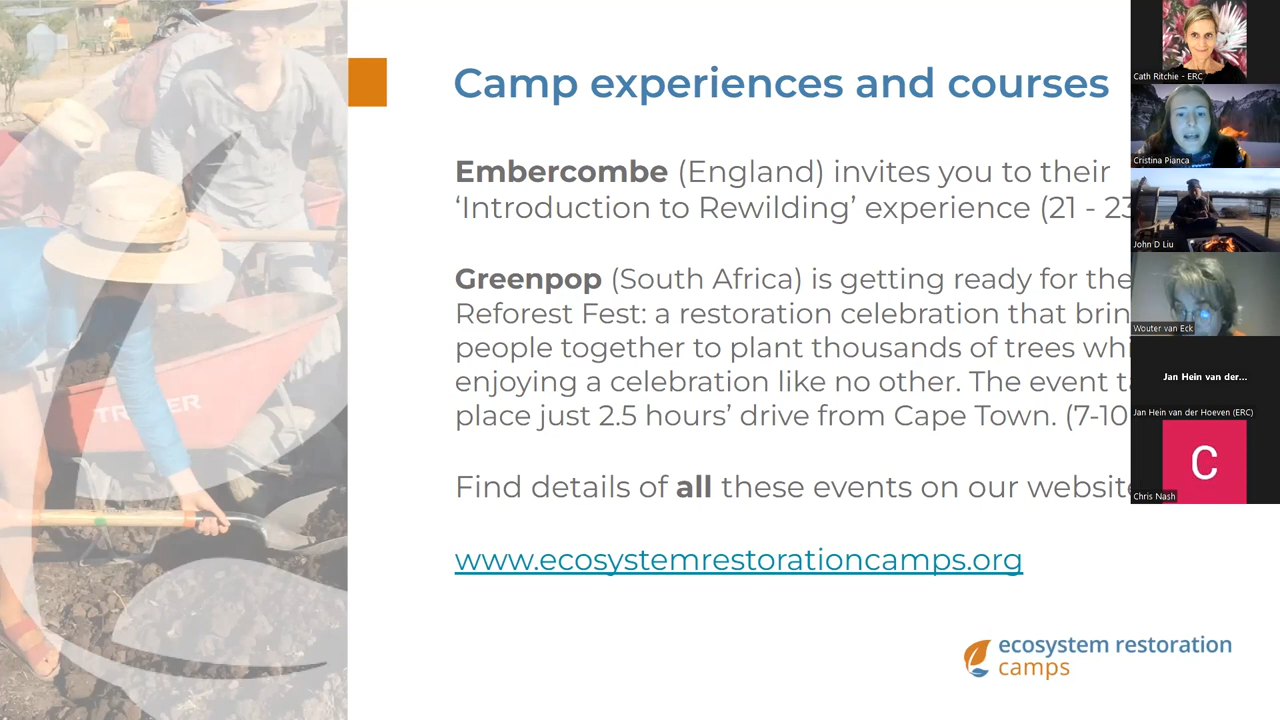 Camp experiences and courses
Embercombe (England) invites you to their
‘Introduction to Rewilding’ experience (21 - 23
Greenpop (South Africa) is getting ready for the
Reforest Fest: a restoration celebration that brin
people together to plant thousands of trees whi
enjoying a celebration like no other. The event ta
place just 2.5 hours’ drive from Cape Town. (7-10
Find details of all these events on our website
www.ecosystemrestorationcamps.org
ecosystem restoration
camps
Cath Ritchie - ERC
Cristina Pianca
John D Liu
Wouter van Eck
Jan Hein van der...
Jan Hein van der Hoeven (ERC)
C
Chris Nash